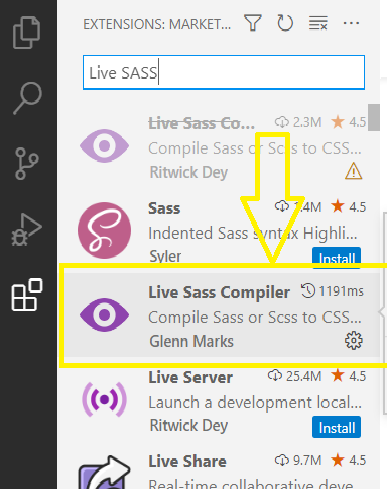 EXTENSIONS: MARKET...
Live SASS
Live Sass Co... 2.3M 4.5
Compile Sass or Scss to CSS...
Ritwick Dey
Sass 1.4M 4.5
Indented Sass syntax Highli...
Syler Install
Live Sass Compiler 1191ms
Compile Sass or Scss to CSS...
Glenn Marks
Live Server 25.4M 4.5
Launch a development local...
Ritwick Dey Install
Live Share 9.7M 4.5
Real-time collaborative deve...